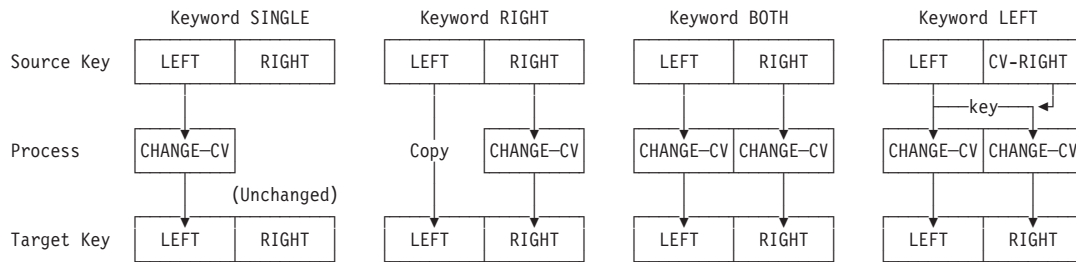 Keyword SINGLE Keyword RIGHT Keyword BOTH Keyword LEFT
Source Key LEFT RIGHT LEFT RIGHT LEFT RIGHT LEFT CV-RIGHT
key
Process CHANGE—CV Copy CHANGE—CV CHANGE—CV CHANGE—CV CHANGE—CV CHANGE—CV
(Unchanged)
Target Key LEFT RIGHT LEFT RIGHT LEFT RIGHT LEFT RIGHT